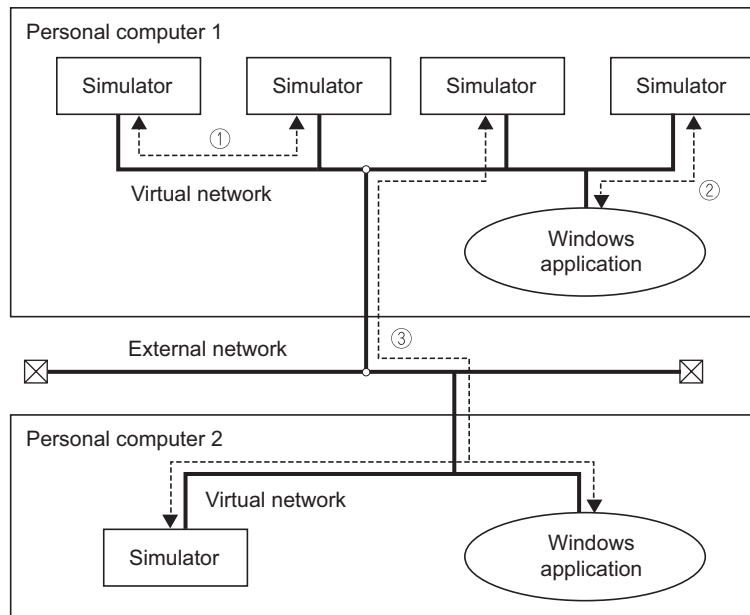 Personal computer 1
Simulator
Simulator
Simulator
Simulator
①
Virtual network
②
Windows
application
③
External network
Personal computer 2
Virtual network
Simulator
Windows
application